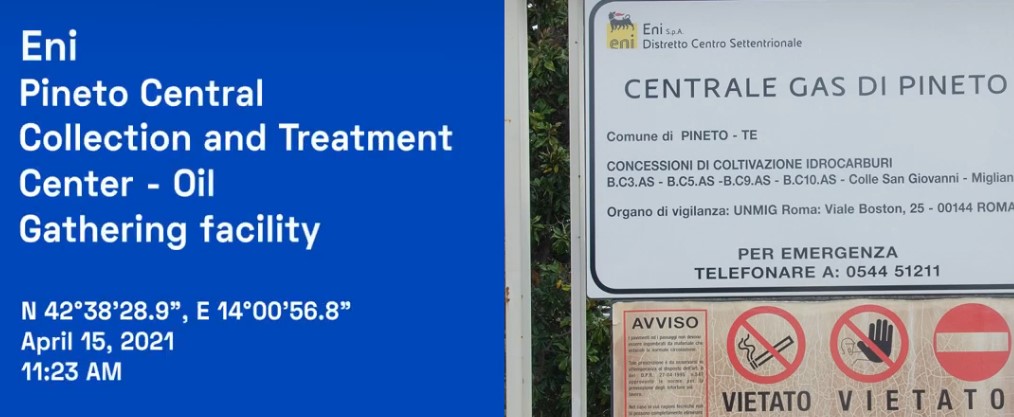 Eni
Pineto Central
Collection and Treatment
Center - Oil
Gathering facility
N 42°38’28.9”, E 14°00’56.8”
April 15, 2021
11:23 AM
eni
Eni S.p.A.
Distretto Centro Settentrionale
CENTRALE GAS DI PINETO
Comune di PINETO - TE
CONCESSIONI DI COLTIVAZIONE IDROCARBURI
B.C3.AS - B.C5.AS -B.C9.AS - B.C10.AS - Colle San Giovanni - Miglian
Organo di vigilanza: UNMIG Roma: Viale Boston, 25 - 00144 ROMA
PER EMERGENZA
TELEFONARE A: 0544 51211
AVVISO
VIETATO VIETATO